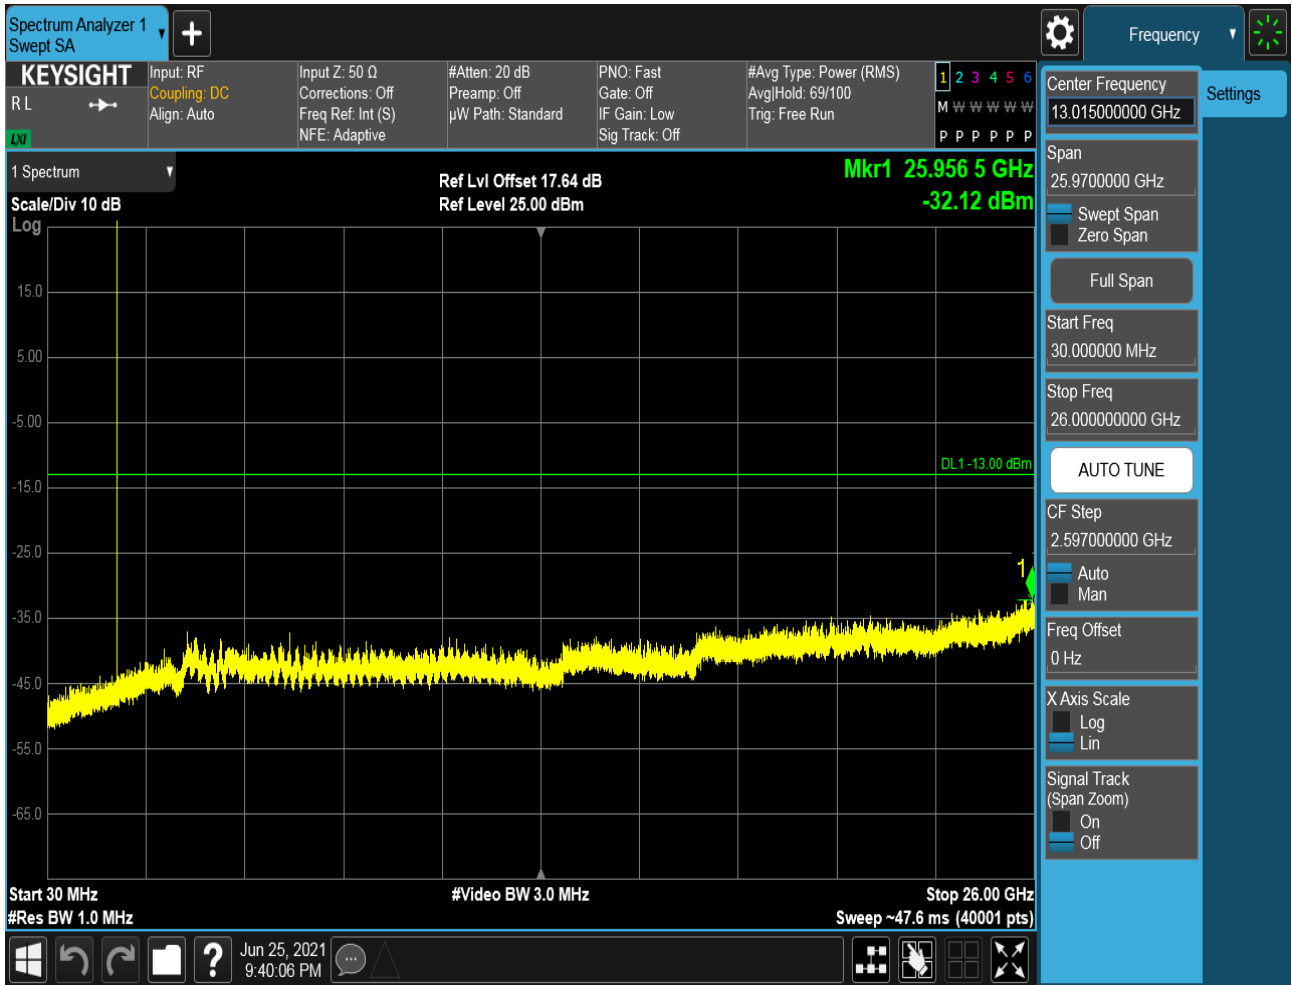 Spectrum Analyzer 1
Swept SA
Frequency
KEYSIGHT
R L
LXI
Input: RF
Coupling: DC
Align: Auto
Input Z: 50 Ω
Corrections: Off
Freq Ref: Int (S)
NFE: Adaptive
#Atten: 20 dB
Preamp: Off
µW Path: Standard
PNO: Fast
Gate: Off
IF Gain: Low
Sig Track: Off
#Avg Type: Power (RMS)
Avg|Hold: 69/100
Trig: Free Run
1 2 3 4 5 6
M W W W W W
P P P P P P
1 Spectrum
Scale/Div 10 dB
Log
Ref Lvl Offset 17.64 dB
Ref Level 25.00 dBm
Mkr1 25.956 5 GHz
-32.12 dBm
15.0
5.00
-5.00
DL1 -13.00 dBm
-15.0
-25.0
1
-35.0
-45.0
-55.0
-65.0
Start 30 MHz
#Res BW 1.0 MHz
#Video BW 3.0 MHz
Stop 26.00 GHz
Sweep ~47.6 ms (40001 pts)
Jun 25, 2021
9:40:06 PM
Center Frequency
13.015000000 GHz
Settings
Span
25.9700000 GHz
Swept Span
Zero Span
Full Span
Start Freq
30.000000 MHz
Stop Freq
26.000000000 GHz
AUTO TUNE
CF Step
2.597000000 GHz
Auto
Man
Freq Offset
0 Hz
X Axis Scale
Log
Lin
Signal Track
(Span Zoom)
On
Off